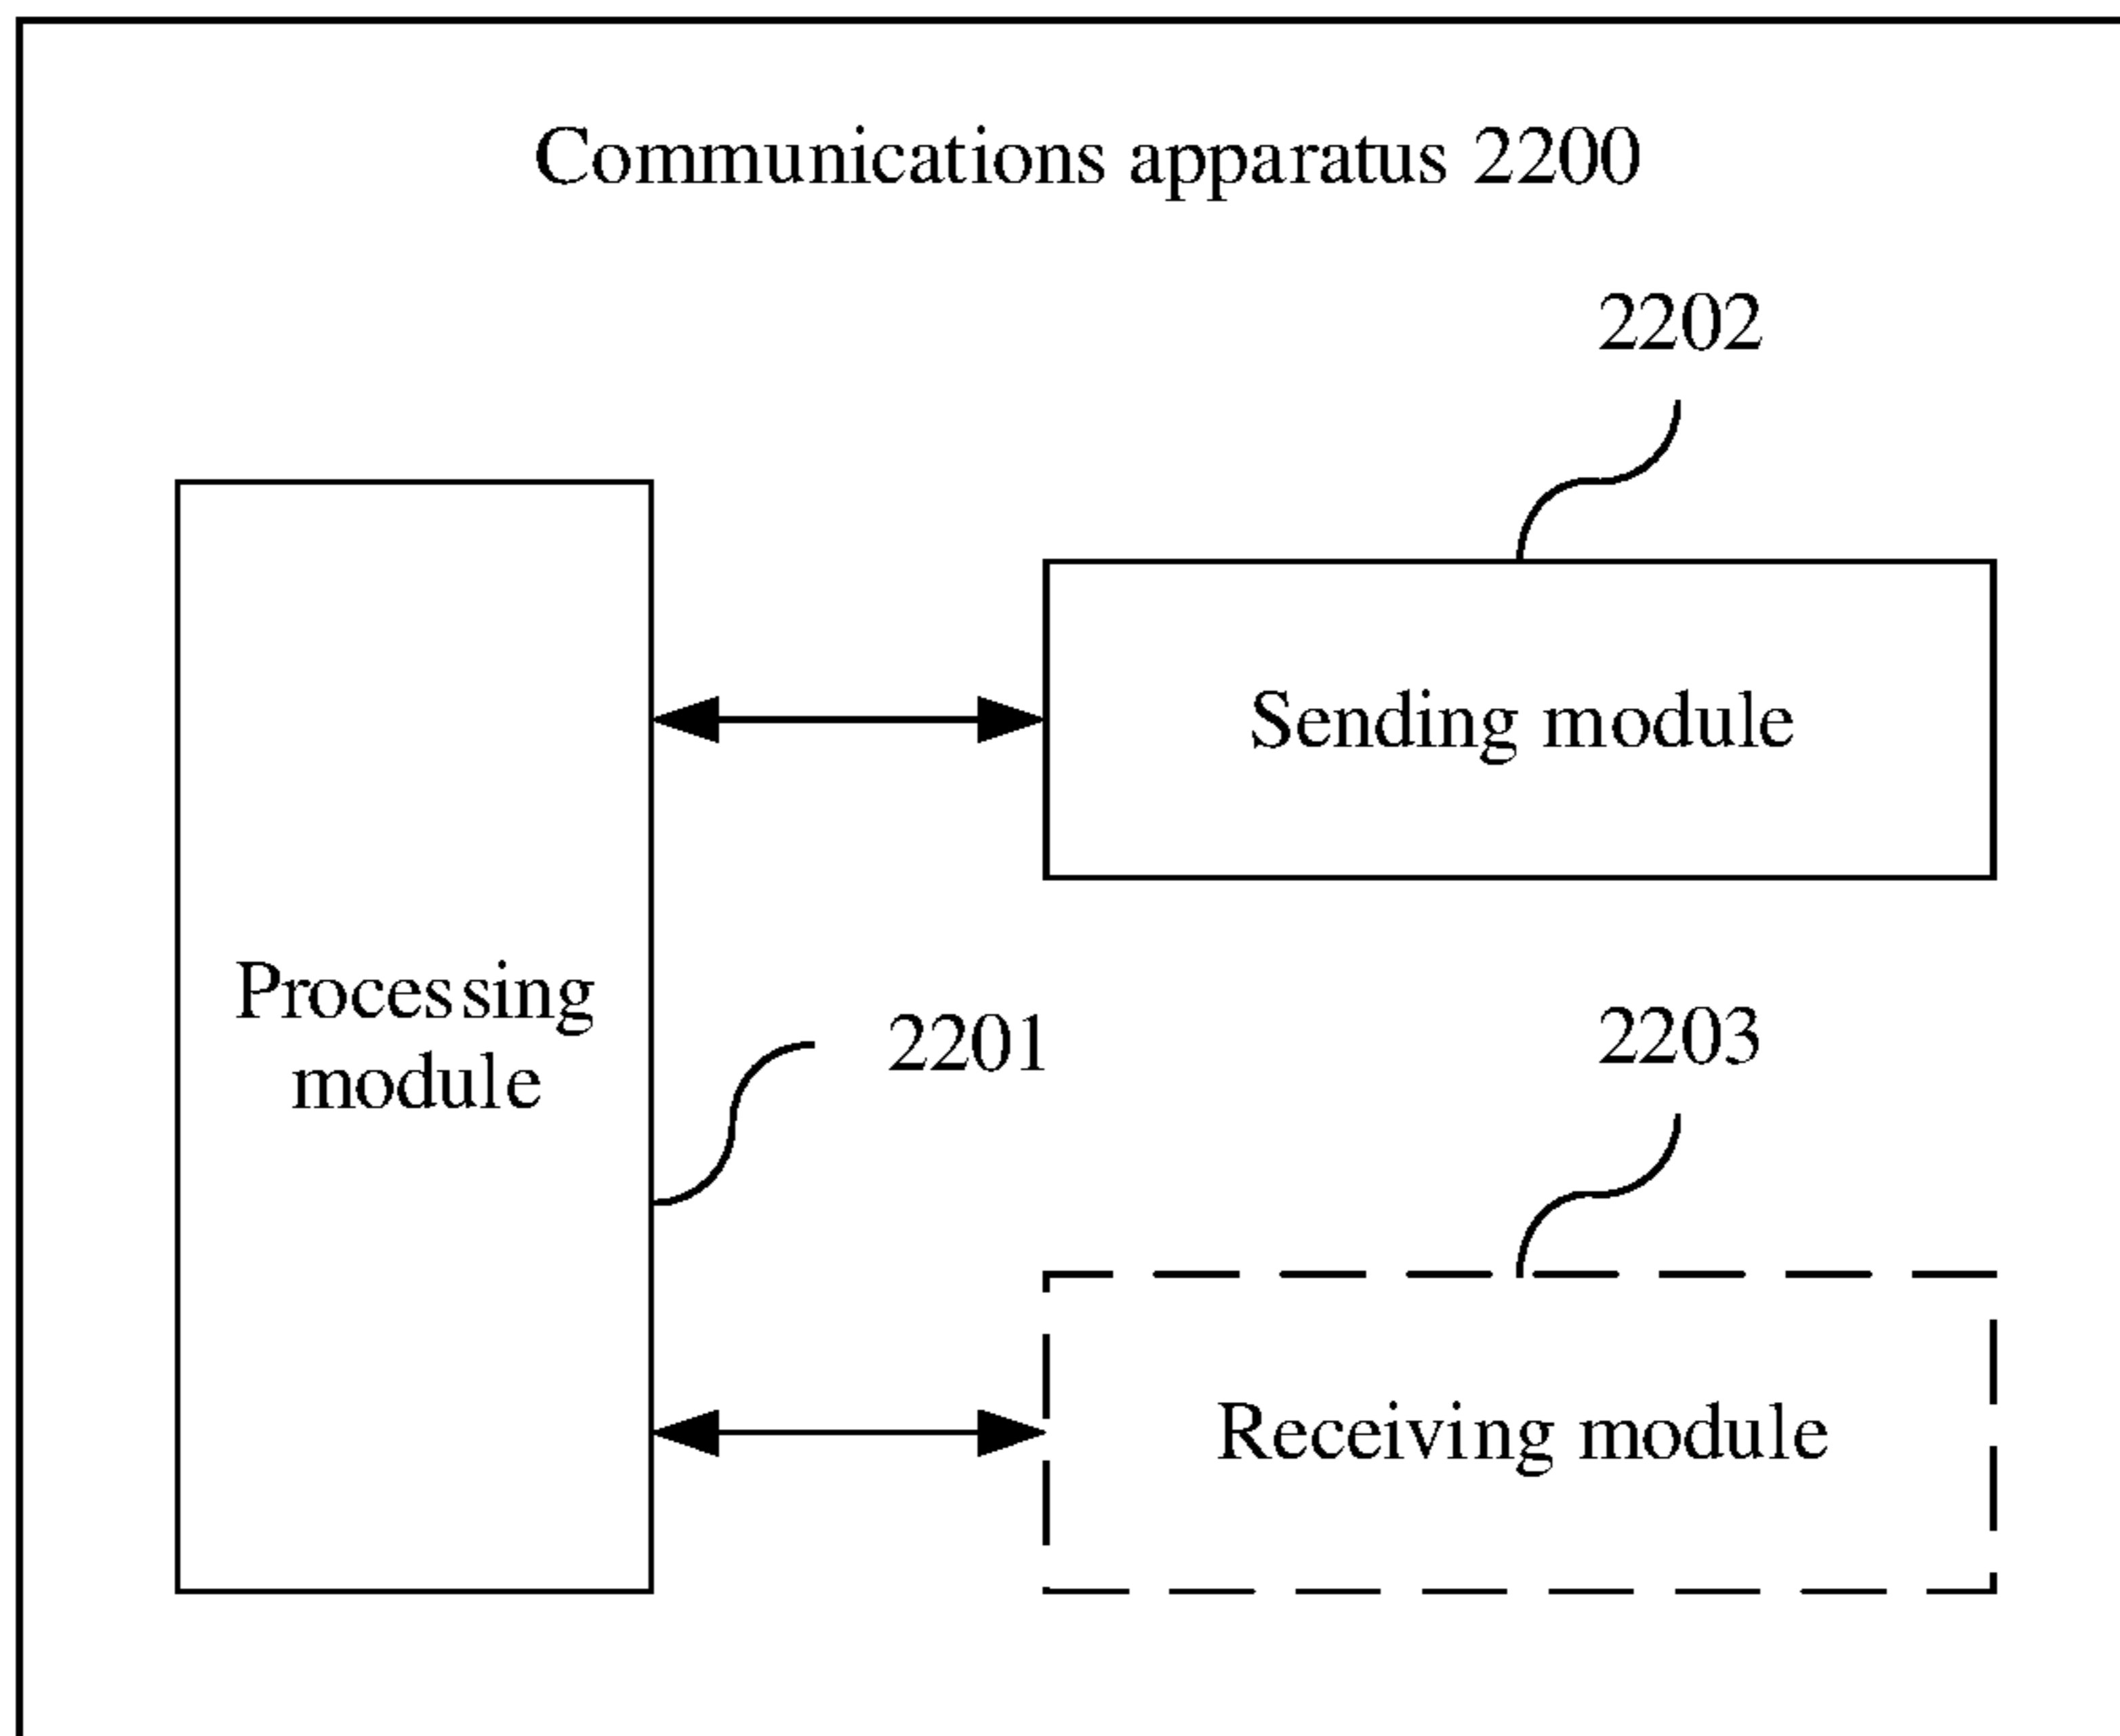 Communications apparatus 2200
2202
Sending module
Processing
module
2201
2203
Receiving module